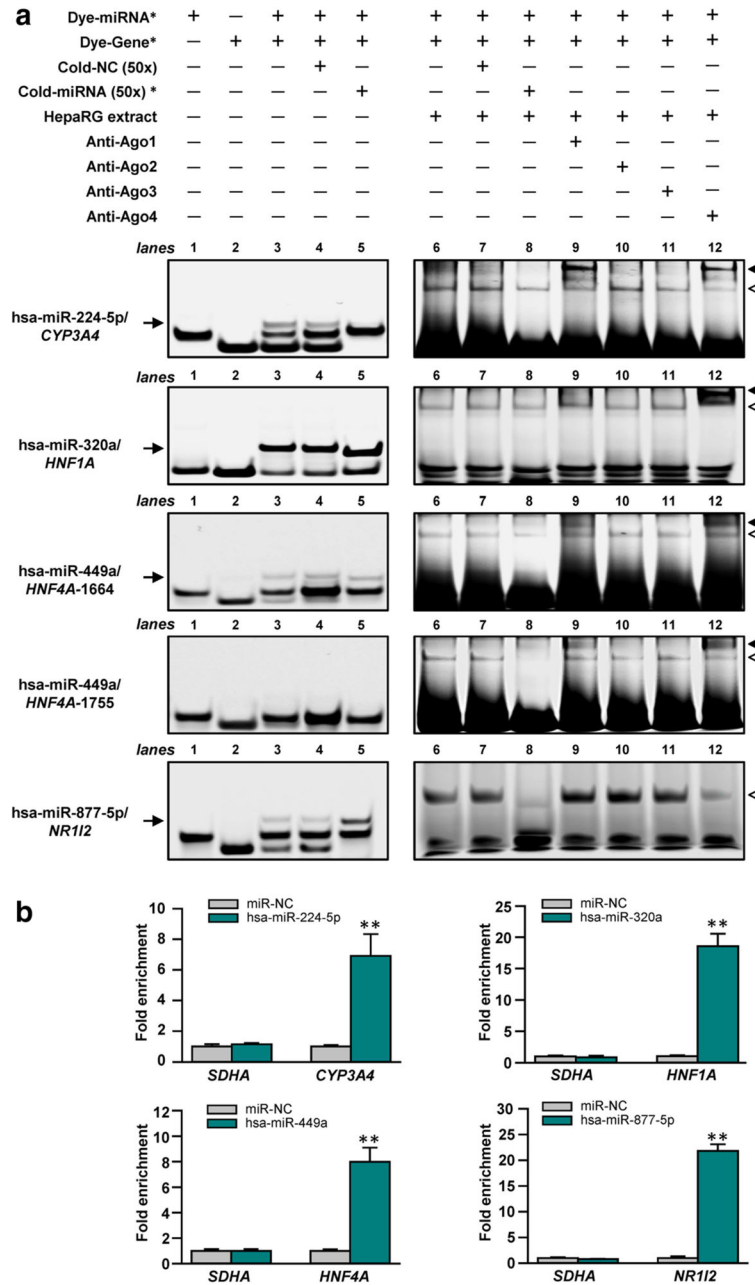 a
Dye-miRNA* + — + + + + + + + + + +
Dye-Gene* — + + + + + + + + + + +
Cold-NC (50x) — — — + — — + — — — — —
Cold-miRNA (50x) * — — — — + — — + — — — —
HepaRG extract — — — — — + + + + + + +
Anti-Ago1 — — — — — — — — + — — —
Anti-Ago2 — — — — — — — — — + — —
Anti-Ago3 — — — — — — — — — — + —
Anti-Ago4 — — — — — — — — — — — +
lanes 1 2 3 4 5 6 7 8 9 10 11 12
hsa-miR-224-5p/
CYP3A4
lanes 1 2 3 4 5 6 7 8 9 10 11 12
hsa-miR-320a/
HNF1A
lanes 1 2 3 4 5 6 7 8 9 10 11 12
hsa-miR-449a/
HNF4A-1664
lanes 1 2 3 4 5 6 7 8 9 10 11 12
hsa-miR-449a/
HNF4A-1755
lanes 1 2 3 4 5 6 7 8 9 10 11 12
hsa-miR-877-5p/
NR1I2
b
Fold enrichment
10
8
6
4
2
0
miR-NC
hsa-miR-224-5p
**
SDHA CYP3A4
Fold enrichment
25
20
15
10
5
0
miR-NC
hsa-miR-320a
**
SDHA HNF1A
Fold enrichment
10
8
6
4
2
0
miR-NC
hsa-miR-449a
**
SDHA HNF4A
Fold enrichment
30
25
20
15
10
5
0
miR-NC
hsa-miR-877-5p
**
SDHA NR1I2